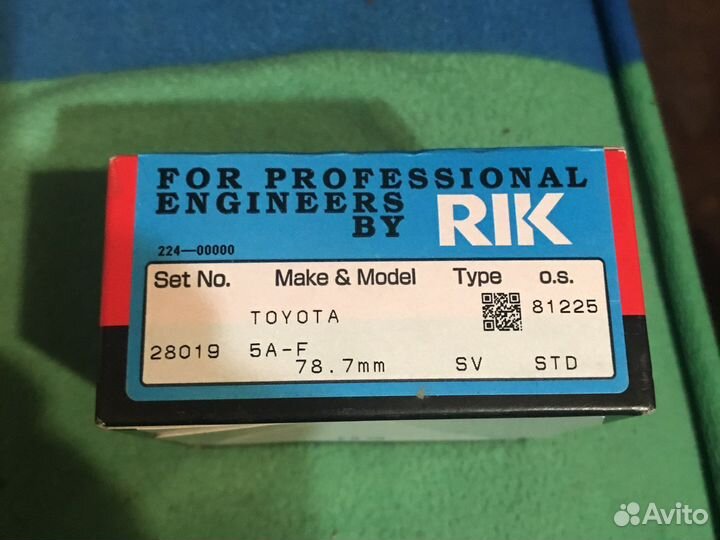 FOR PROFESSIONAL
ENGINEERS
BY RIK
224—00000
Set No. Make & Model Type o.s.
TOYOTA 81225
28019 5A-F
78.7mm SV STD
Avito